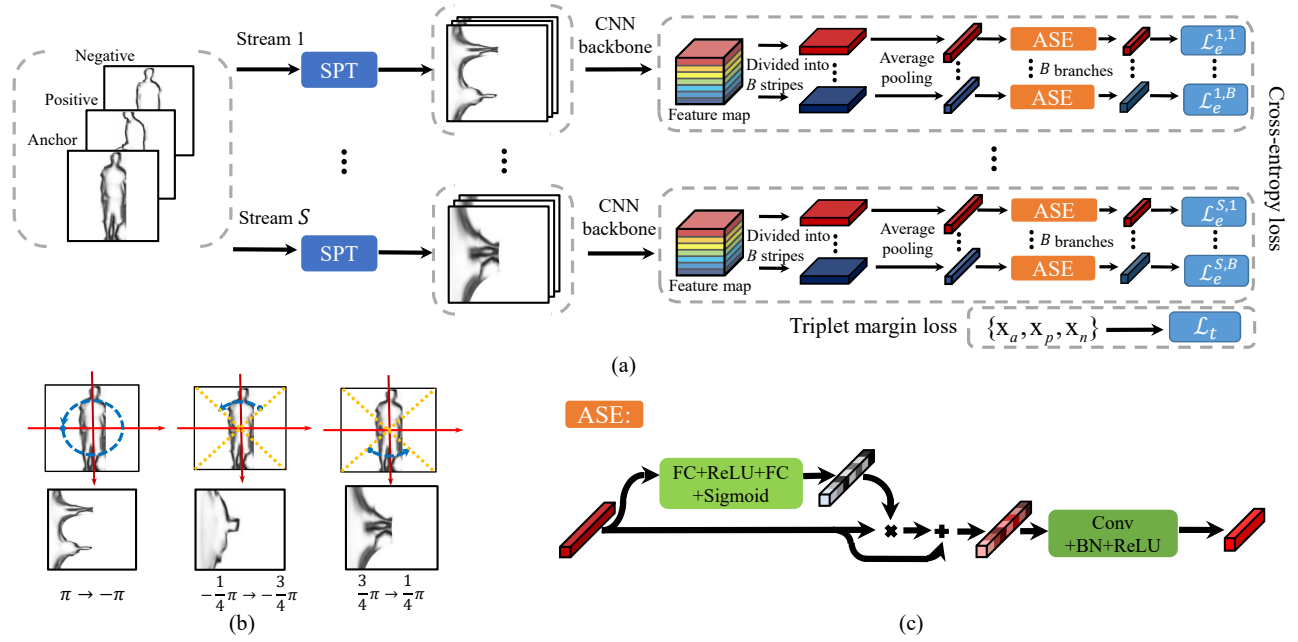 Negative
Positive
Anchor
Stream 1
SPT
CNN
backbone
Feature map
Divided into
B stripes
Average
pooling
ASE
B branches
ASE
ℒ_e^{1,1}
ℒ_e^{1,B}
Stream S
SPT
CNN
backbone
Feature map
Divided into
B stripes
Average
pooling
ASE
B branches
ASE
ℒ_e^{S,1}
ℒ_e^{S,B}
Cross-entropy loss
Triplet margin loss
{x_a, x_p, x_n}
ℒ_t
(a)
π → −π
−1/4π → −3/4π
3/4π → 1/4π
(b)
ASE:
FC+ReLU+FC
+Sigmoid
Conv
+BN+ReLU
(c)